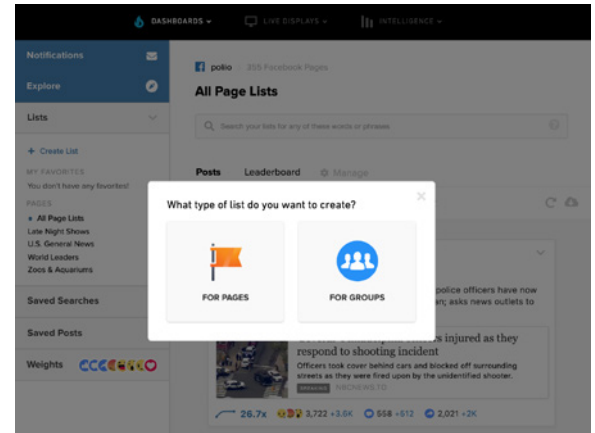 DASHBOARDS
LIVE DISPLAYS
INTELLIGENCE
Notifications
Explore
Lists
+ Create List
MY FAVORITES
You don't have any favorites!
PAGES
All Page Lists
Late Night Shows
U.S. General News
World Leaders
Zoos & Aquariums
Saved Searches
Saved Posts
Weights
355 Facebook Pages
All Page Lists
Search your lists for any of these words or phrases
Posts Leaderboard Manage
What type of list do you want to create?
FOR PAGES
FOR GROUPS
police officers have now
asks news outlets to
injured as they
respond to shooting incident
Officers took cover behind cars and blocked off surrounding
streets as they were fired upon by the unidentified shooter.
NBCNEWS.TO
26.7x 3,722 +3.6K 558 +512 2,021 +2K